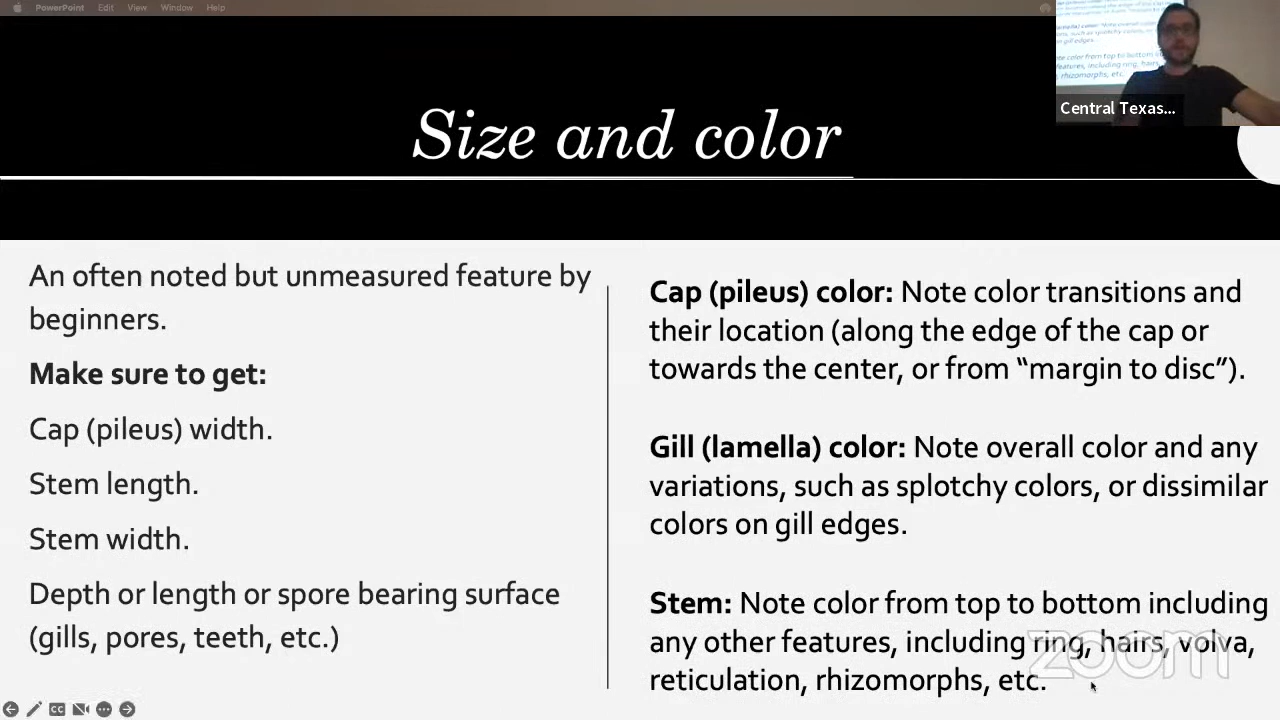 PowerPoint Edit View Window Help
Central Texas...
Size and color
An often noted but unmeasured feature by
beginners.
Make sure to get:
Cap (pileus) width.
Stem length.
Stem width.
Depth or length or spore bearing surface
(gills, pores, teeth, etc.)
Cap (pileus) color: Note color transitions and
their location (along the edge of the cap or
towards the center, or from “margin to disc”).
Gill (lamella) color: Note overall color and any
variations, such as splotchy colors, or dissimilar
colors on gill edges.
Stem: Note color from top to bottom including
any other features, including ring, hairs, volva,
reticulation, rhizomorphs, etc.
zoom
CC